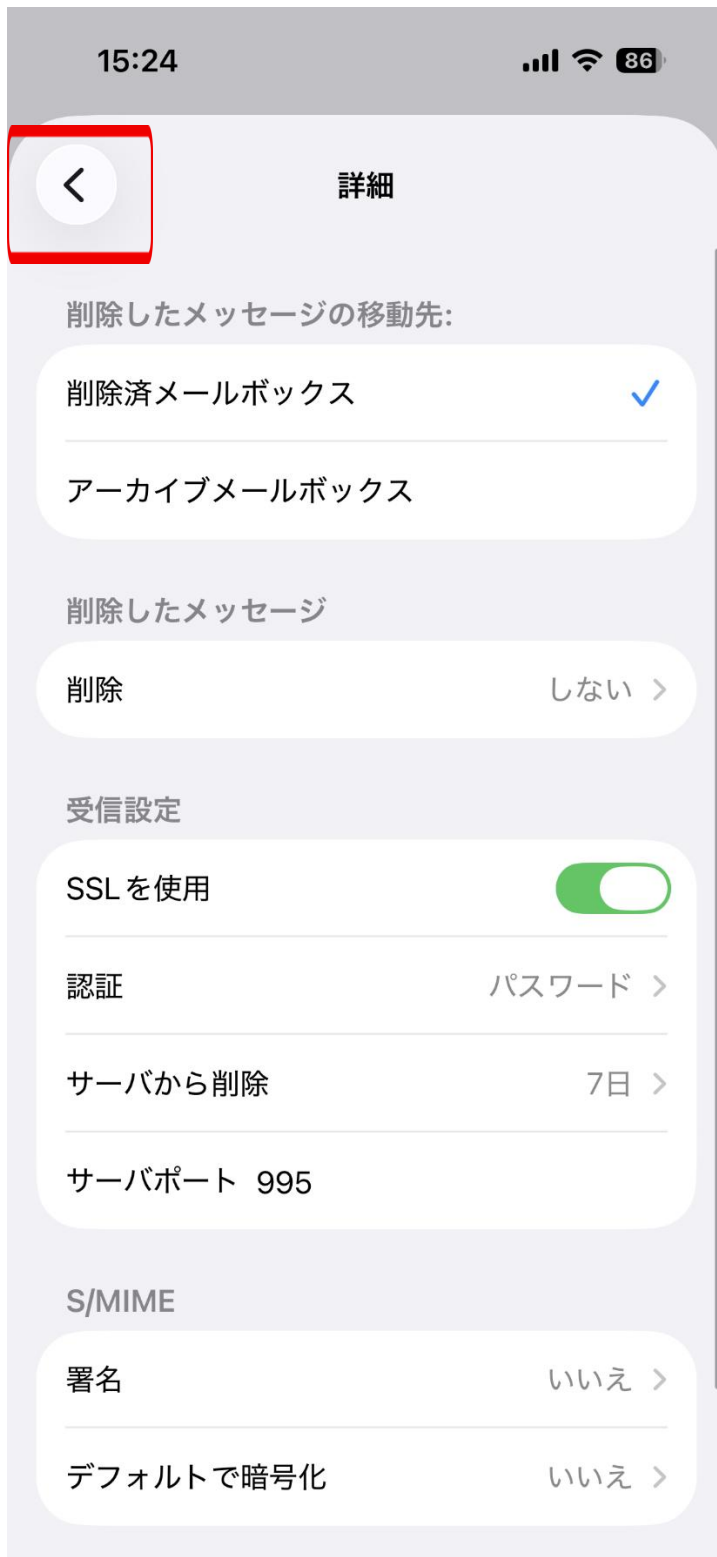 15:24
86
詳細
削除したメッセージの移動先:
削除済メールボックス
アーカイブメールボックス
削除したメッセージ
削除 しない
受信設定
SSLを使用
認証 パスワード
サーバから削除 7日
サーバポート 995
S/MIME
署名 いいえ
デフォルトで暗号化 いいえ